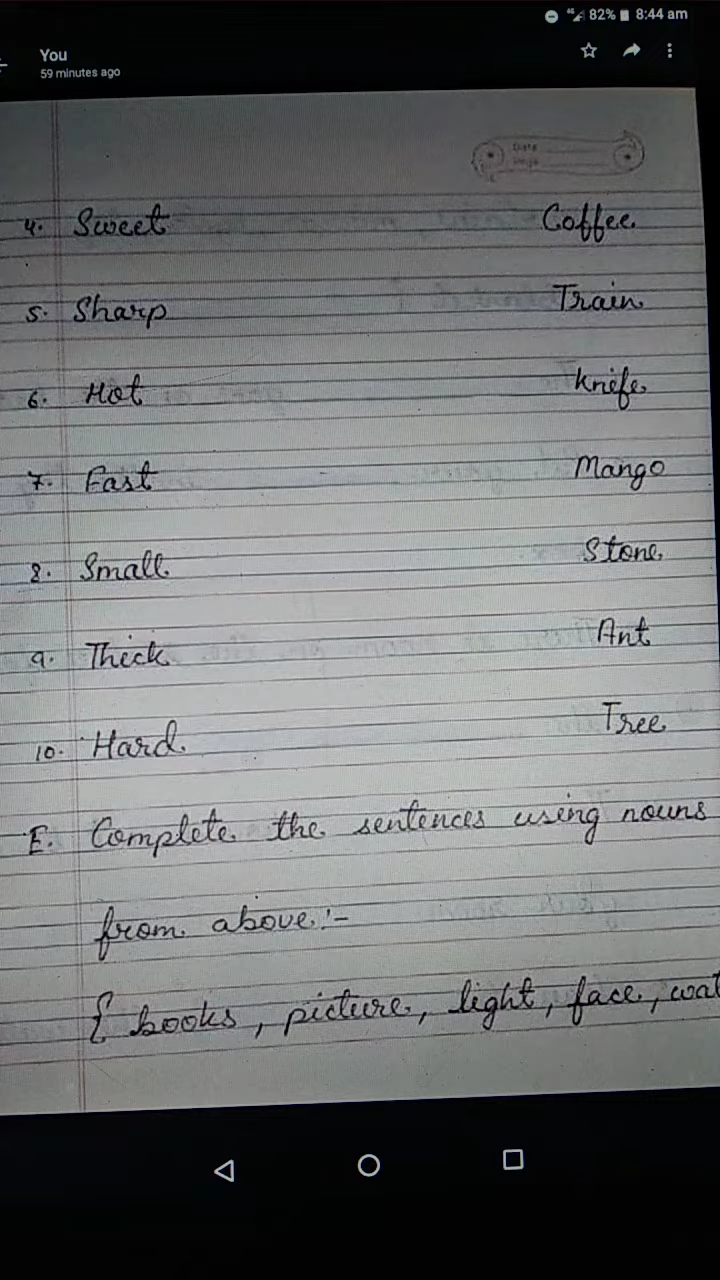 82% 8:44 am
You
59 minutes ago
Date
4. Sweet Coffee
5. Sharp Train
6. Hot Knife
7. Fast Mango
8. Small Stone
9. Thick Ant
10. Hard Tree
E. Complete the sentences using nouns
from above :-
{ books, picture, light, face, wat